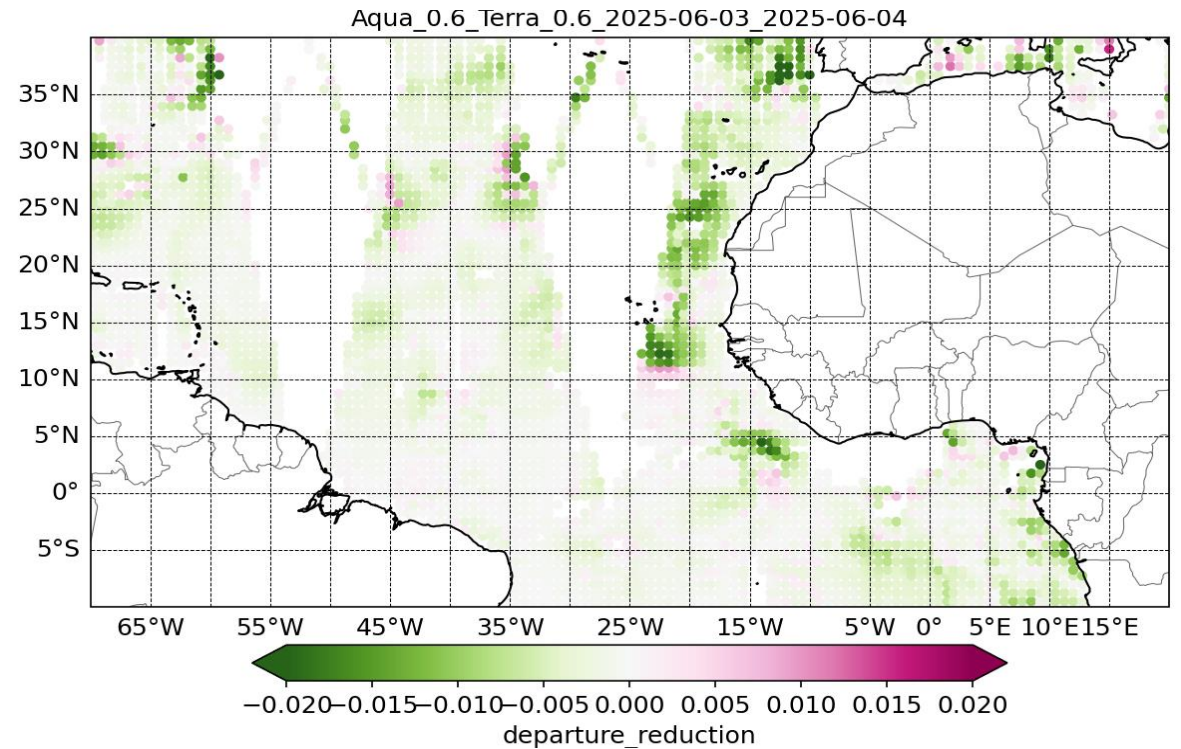 Aqua_0.6_Terra_0.6_2025-06-03_2025-06-04
35°N
30°N
25°N
20°N
15°N
10°N
5°N
0°
5°S
65°W 55°W 45°W 35°W 25°W 15°W 5°W 0° 5°E 10°E 15°E
−0.020 −0.015 −0.010 −0.005 0.000 0.005 0.010 0.015 0.020
departure_reduction